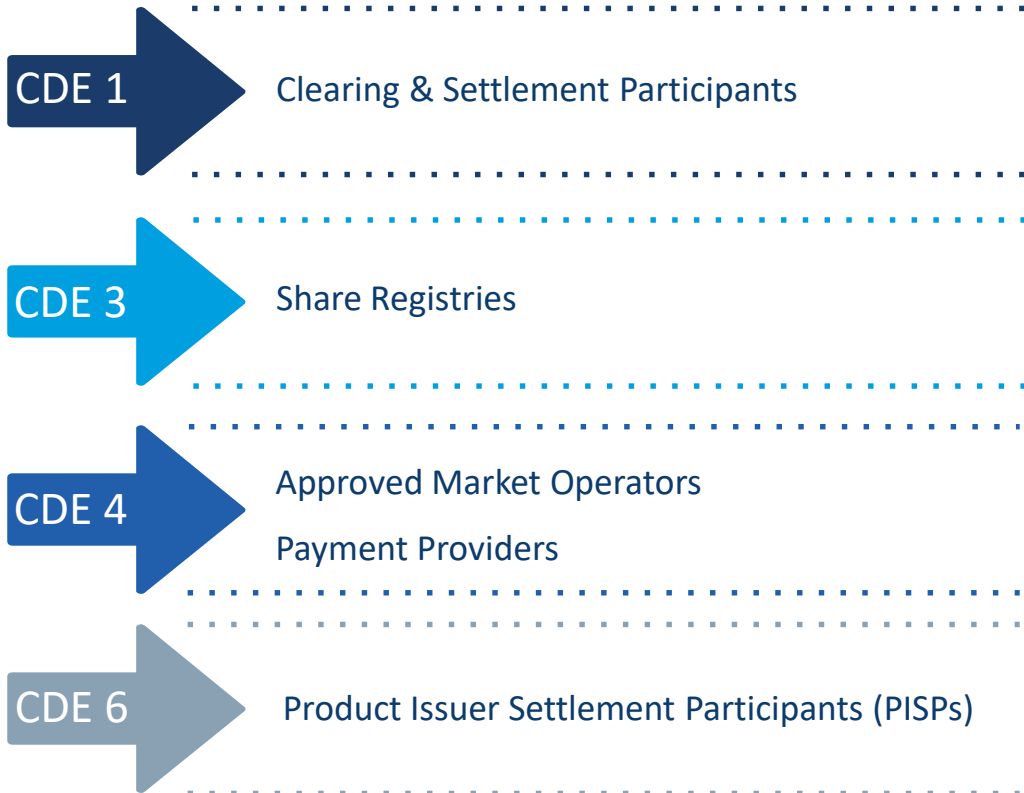 CDE 1
Clearing & Settlement Participants
CDE 3
Share Registries
CDE 4
Approved Market Operators
Payment Providers
CDE 6
Product Issuer Settlement Participants (PISPs)